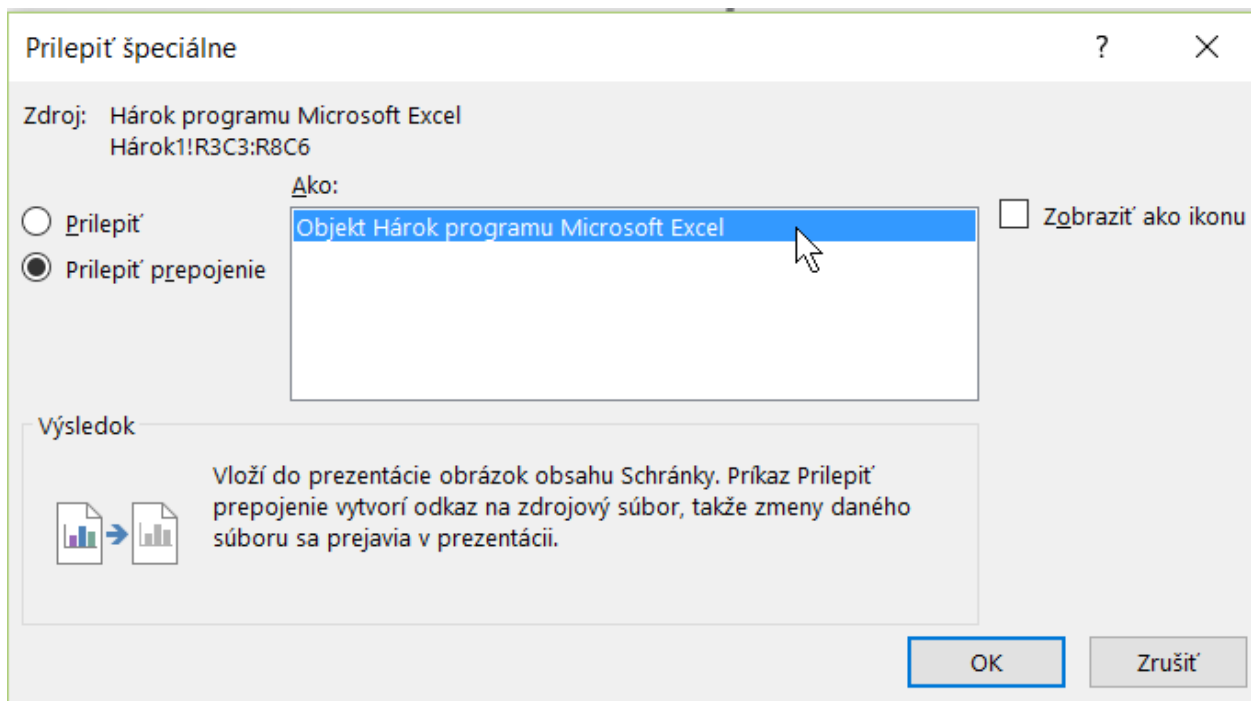 Prilepiť špeciálne
?
Zdroj: Hárok programu Microsoft Excel
Hárok1!R3C3:R8C6
Ako:
Prilepiť
Prilepiť prepojenie
Objekt Hárok programu Microsoft Excel
Zobraziť ako ikonu
Výsledok
Vloží do prezentácie obrázok obsahu Schránky. Príkaz Prilepiť
prepojenie vytvorí odkaz na zdrojový súbor, takže zmeny daného
súboru sa prejavia v prezentácii.
OK
Zrušiť